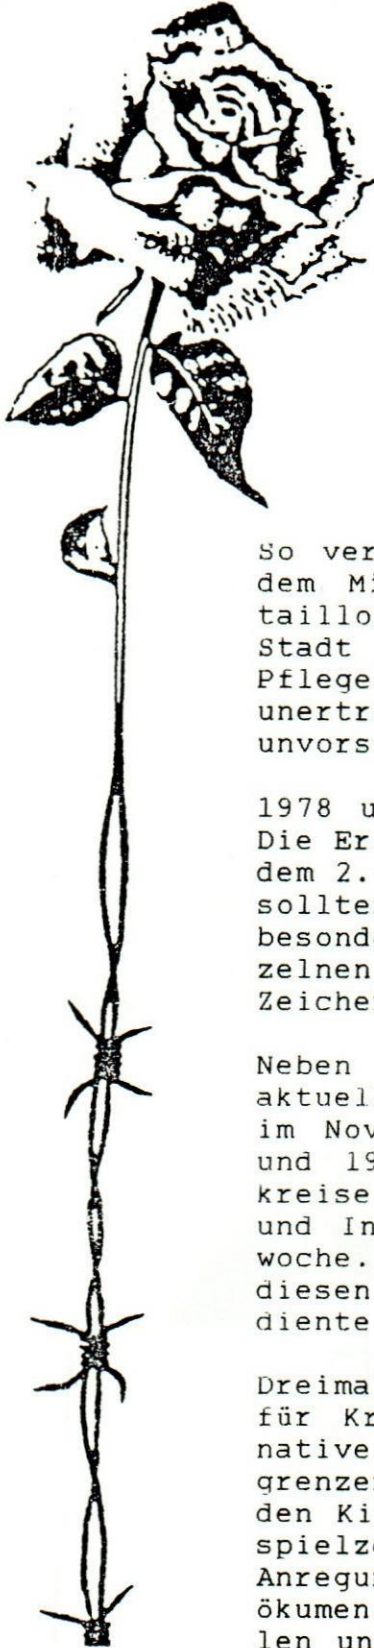 So ver
dem Mi
taillo
Stadt
Pflege
unertr
unvors
1978 u
Die Er
dem 2.
sollte
besond
zelnen
Zeiche
Neben
aktuel
im Nov
und 19
kreise
und In
woche.
diesen
diente
Dreima
für Kr
native
grenze
den Ki
spielz
Anregu
ökumen
len un